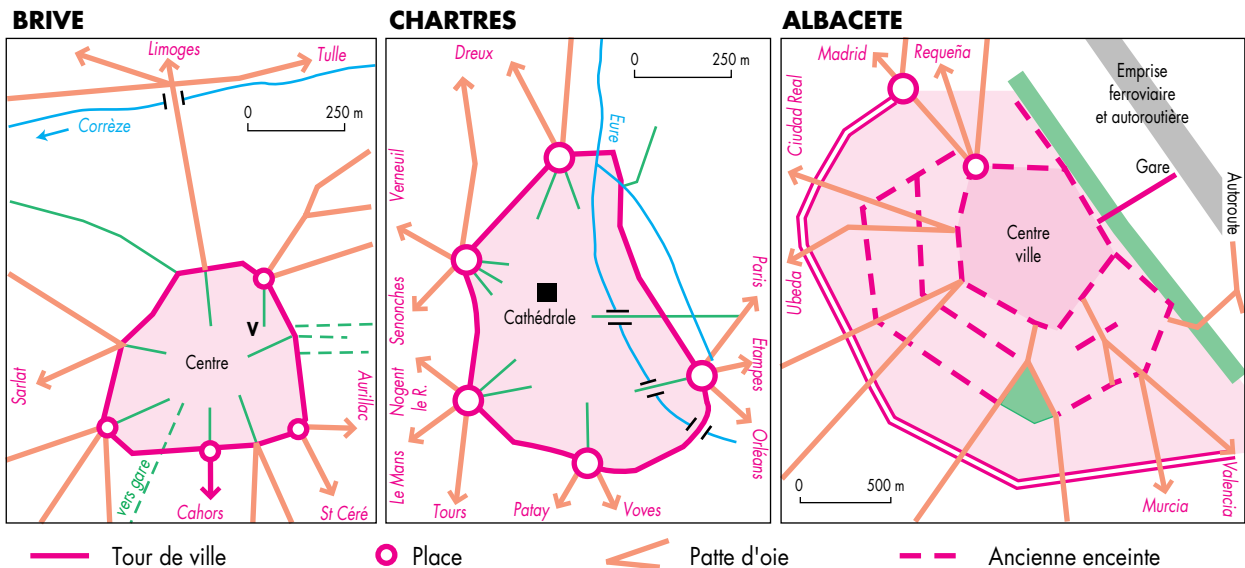 BRIVE
Limoges
Tulle
0 250 m
Corrèze
V
Centre
Sarlat
Aurillac
vers gare
Cahors
St Céré
CHARTRES
Dreux
0 250 m
Eure
Verneuil
Paris
Senonches
Cathédrale
Etampes
Nogent
le R.
Orléans
Le Mans
Tours
Patay
Voves
ALBACETE
Madrid
Requeña
Emprise
ferroviaire
et autoroutière
Ciudad Real
Gare
Autoroute
Centre
ville
Ubeda
0 500 m
Murcia
Valencia
Tour de ville
Place
Patte d'oie
Ancienne enceinte